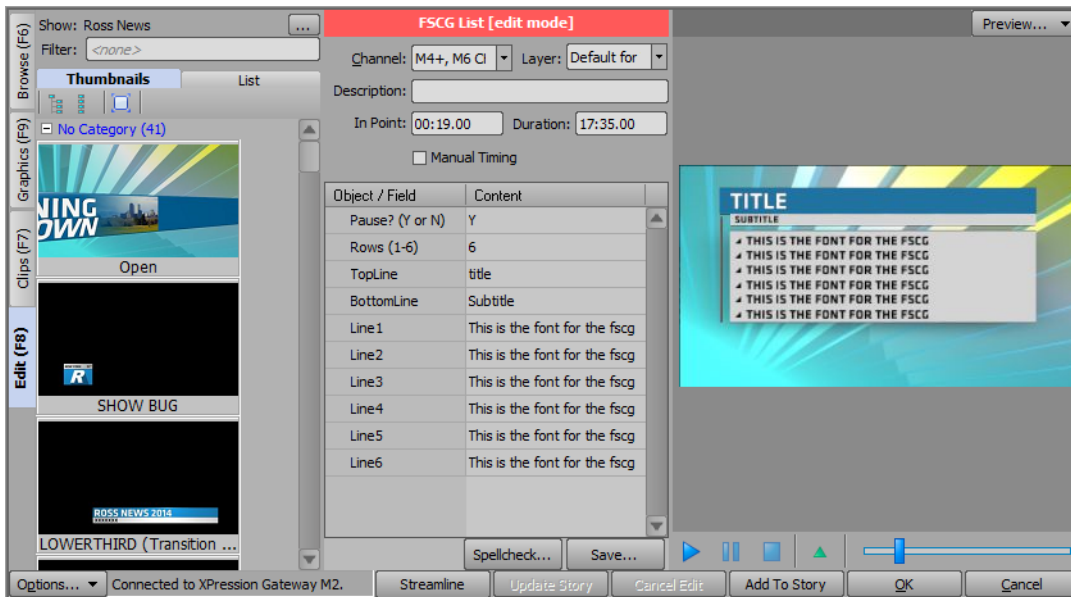 Browse (F6)
Graphics (F9)
Clips (F7)
Edit (F8)
Show: Ross News
...
Filter: <none>
Thumbnails
List
No Category (41)
NING
OWN
Open
R
SHOW BUG
ROSS NEWS 2014
LOWERTHIRD (Transition ...
FSCG List [edit mode]
Channel: M4+, M6 Cl Layer: Default for
Description:
In Point: 00:19.00 Duration: 17:35.00
Manual Timing
Object / Field Content
Pause? (Y or N) Y
Rows (1-6) 6
TopLine title
BottomLine Subtitle
Line1 This is the font for the fscg
Line2 This is the font for the fscg
Line3 This is the font for the fscg
Line4 This is the font for the fscg
Line5 This is the font for the fscg
Line6 This is the font for the fscg
Spellcheck... Save...
Preview...
TITLE
SUBTITLE
THIS IS THE FONT FOR THE FSCG
THIS IS THE FONT FOR THE FSCG
THIS IS THE FONT FOR THE FSCG
THIS IS THE FONT FOR THE FSCG
THIS IS THE FONT FOR THE FSCG
THIS IS THE FONT FOR THE FSCG
Options... Connected to XPression Gateway M2. Streamline Update Story Cancel Edit Add To Story OK Cancel